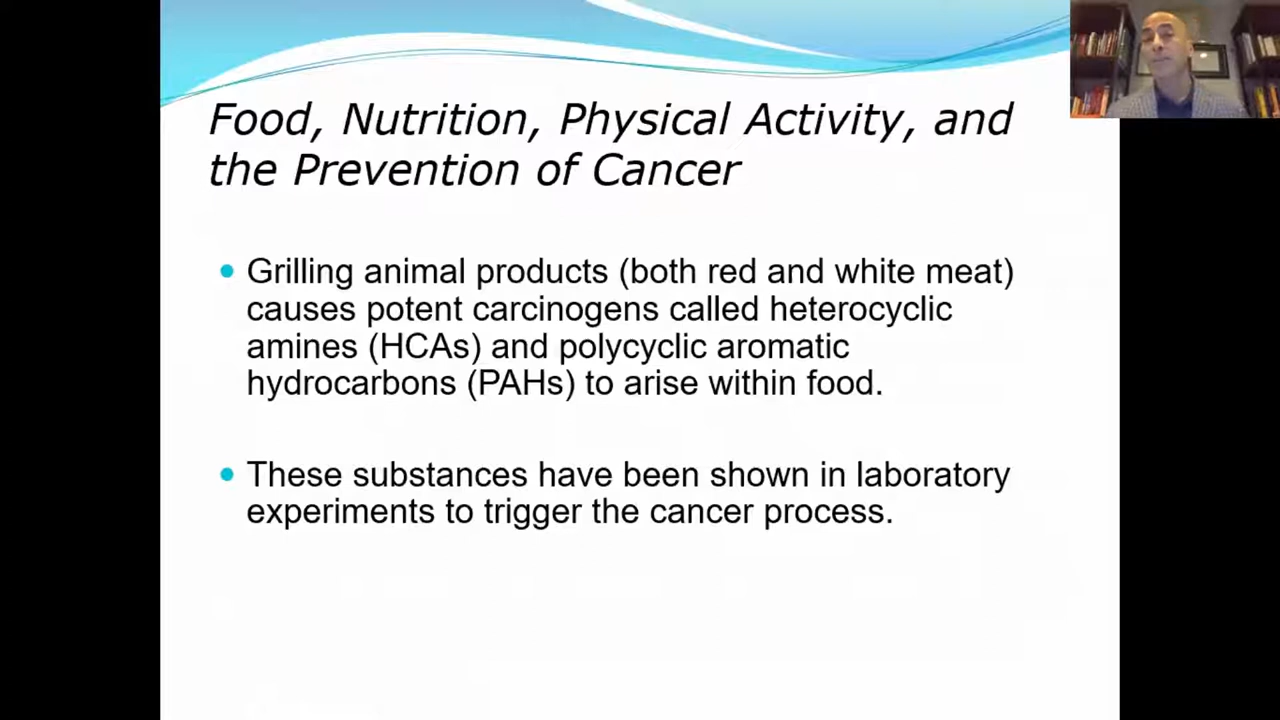 Food, Nutrition, Physical Activity, and
the Prevention of Cancer
Grilling animal products (both red and white meat)
causes potent carcinogens called heterocyclic
amines (HCAs) and polycyclic aromatic
hydrocarbons (PAHs) to arise within food.
These substances have been shown in laboratory
experiments to trigger the cancer process.